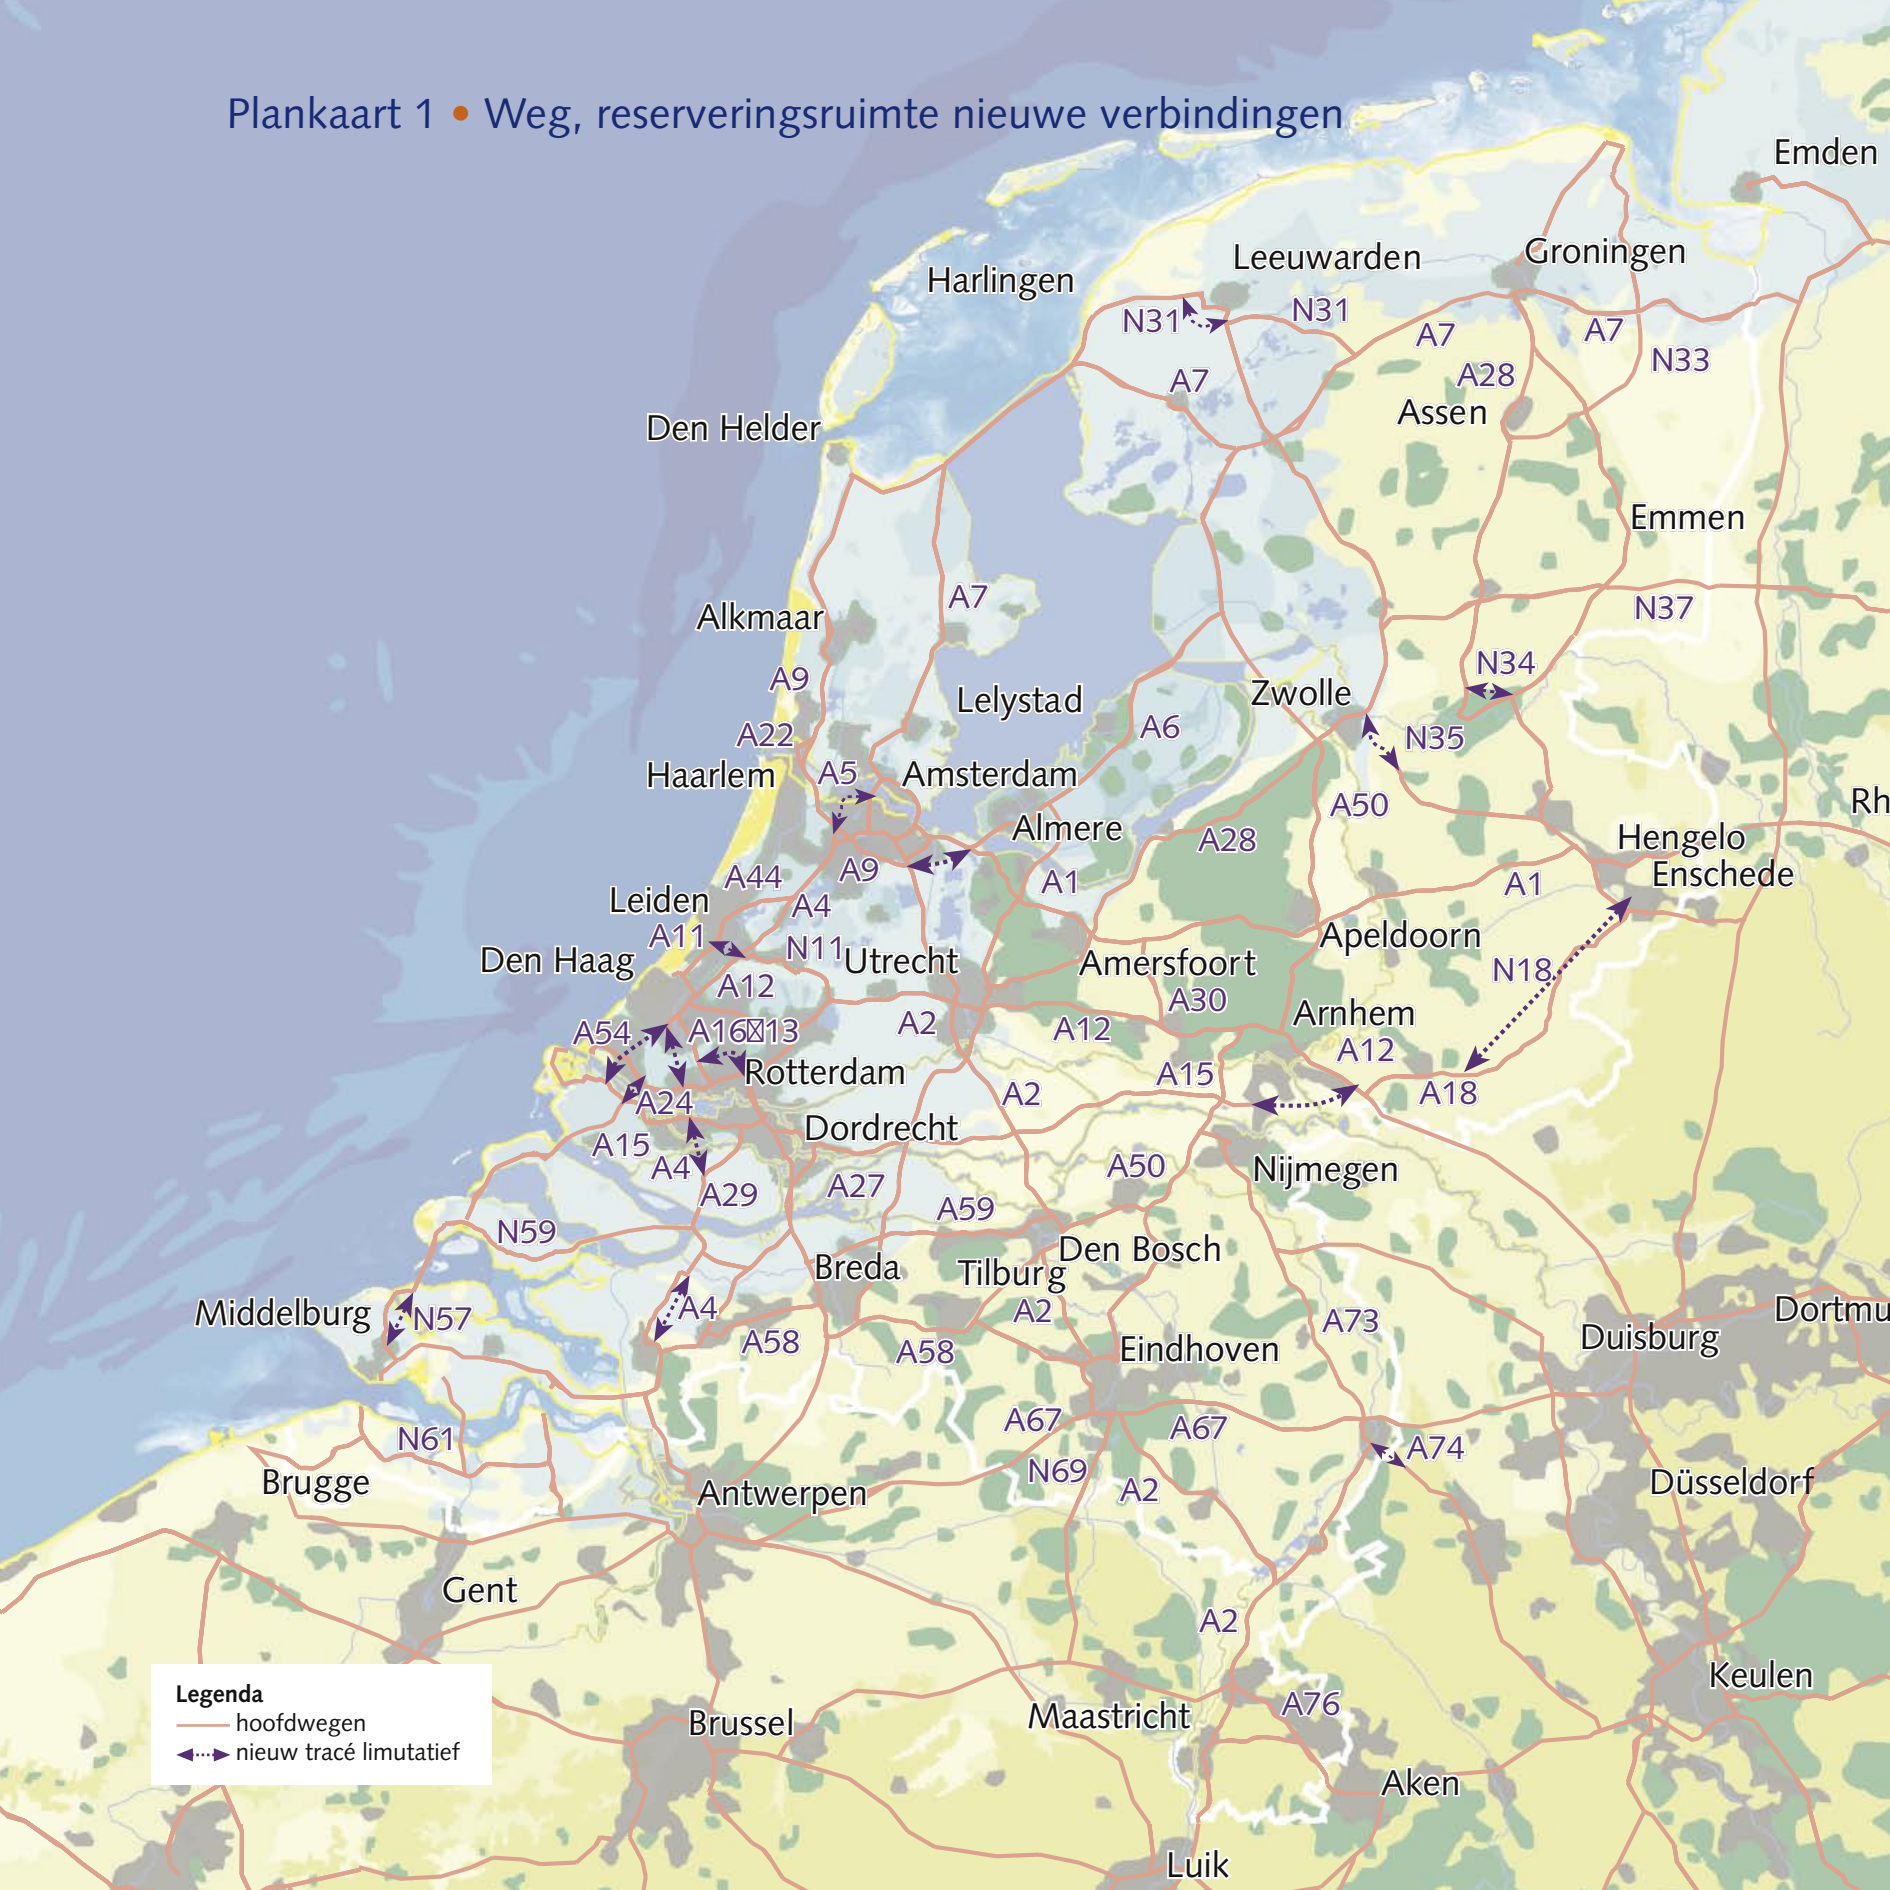 Plankaart 1 • Weg, reserveringsruimte nieuwe verbindingen
Emden
Leeuwarden
Groningen
Harlingen
N31
N31
A7
A7
N33
A7
A28
Assen
Den Helder
Emmen
A7
N37
Alkmaar
A9
N34
Lelystad
Zwolle
A22
A6
N35
Haarlem
A5
Amsterdam
Rh
A50
Almere
A28
Hengelo
A9
A44
A1
A1
Enschede
Leiden
A4
A11
N11
Apeldoorn
Den Haag
Utrecht
Amersfoort
N18
A12
A30
Arnhem
A54
A16 13
A2
A12
A12
Rotterdam
A15
A24
A2
A18
Dordrecht
A15
A4
A50
Nijmegen
A29
A27
A59
N59
Den Bosch
Breda
Tilburg
Middelburg
N57
A4
A2
A73
Dortmu
A58
A58
Eindhoven
Duisburg
A67
A67
N61
A74
N69
Brugge
A2
Antwerpen
Düsseldorf
Gent
A2
Keulen
Legenda
hoofdwegen
nieuw tracé limutatief
A76
Brussel
Maastricht
Aken
Luik